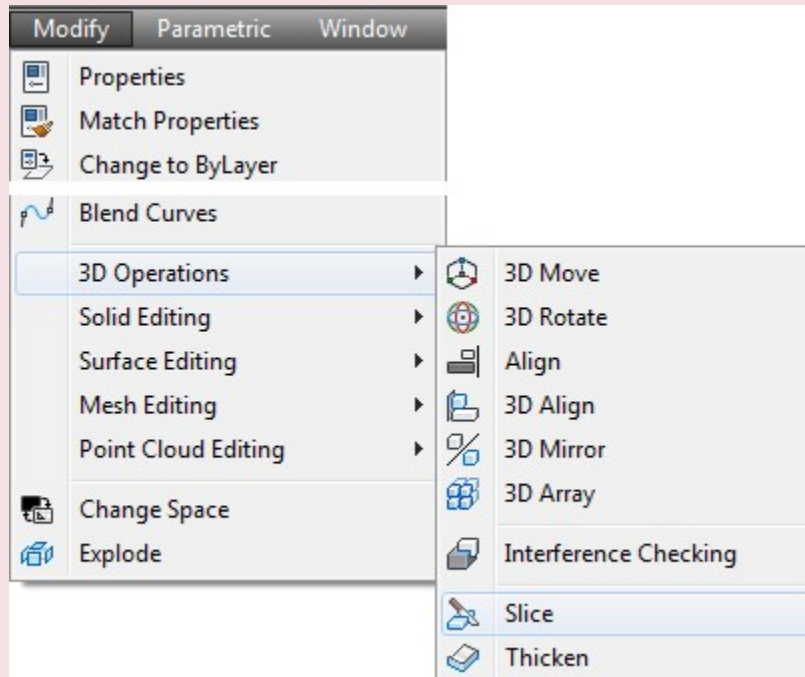 Modify Parametric Window
Properties
Match Properties
Change to ByLayer
Blend Curves
3D Operations
Solid Editing
Surface Editing
Mesh Editing
Point Cloud Editing
Change Space
Explode
3D Move
3D Rotate
Align
3D Align
3D Mirror
3D Array
Interference Checking
Slice
Thicken